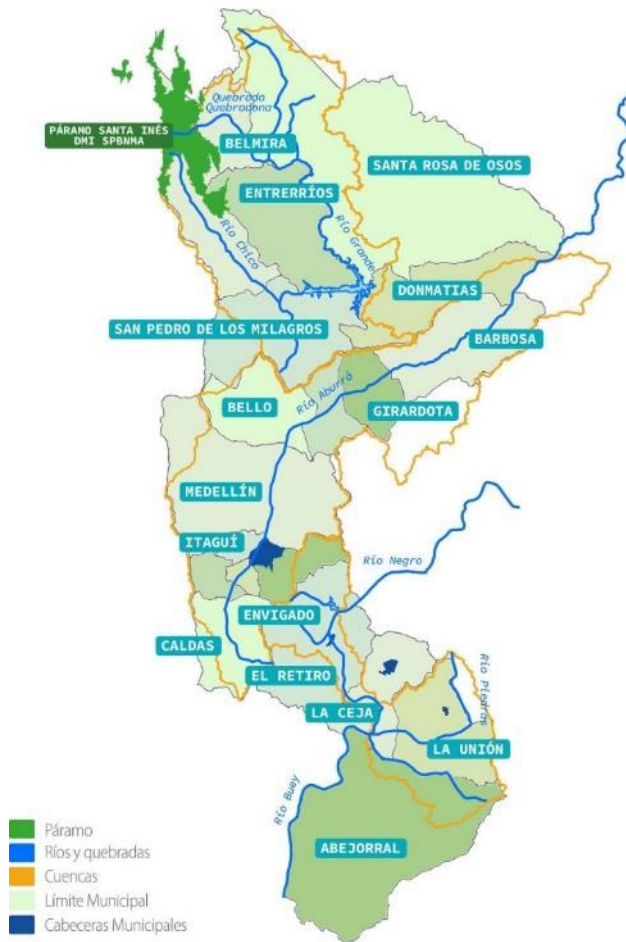 Quebrada
Quebradona
PÁRAMO SANTA INÉS
DMI SPBNMA
BELMIRA
SANTA ROSA DE OSOS
ENTRERRÍOS
Río Chico
Río Grande
DONMATIAS
SAN PEDRO DE LOS MILAGROS
BARBOSA
Río Aburrá
BELLO
GIRARDOTA
MEDELLÍN
ITAGUÍ
Río Negro
ENVIGADO
CALDAS
EL RETIRO
Río Piedras
LA CEJA
LA UNIÓN
Río Buey
ABEJORRAL
Páramo
Ríos y quebradas
Cuencas
Límite Municipal
Cabeceras Municipales